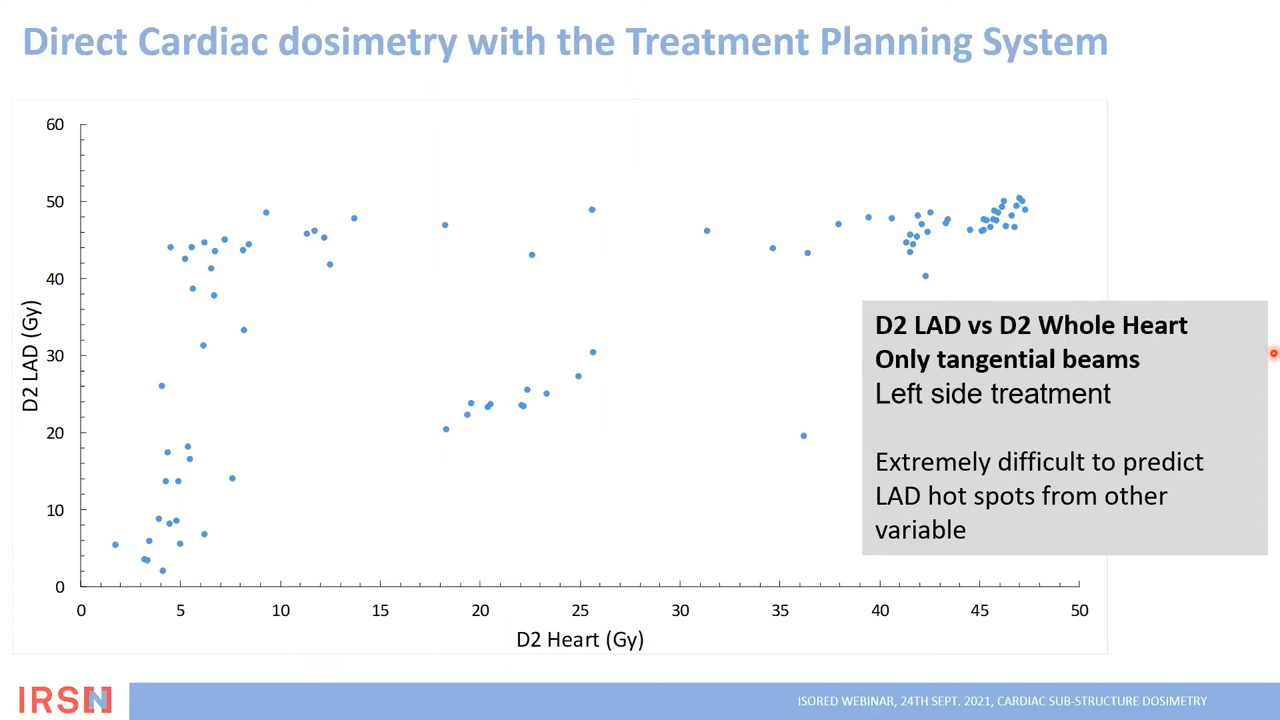 Direct Cardiac dosimetry with the Treatment Planning System
60
50
40
30
20
10
0
D2 LAD (Gy)
0 5 10 15 20 25 30 35 40 45 50
D2 Heart (Gy)
D2 LAD vs D2 Whole Heart
Only tangential beams
Left side treatment
Extremely difficult to predict
LAD hot spots from other
variable
IRSN
ISORED WEBINAR, 24TH SEPT. 2021, CARDIAC SUB-STRUCTURE DOSIMETRY